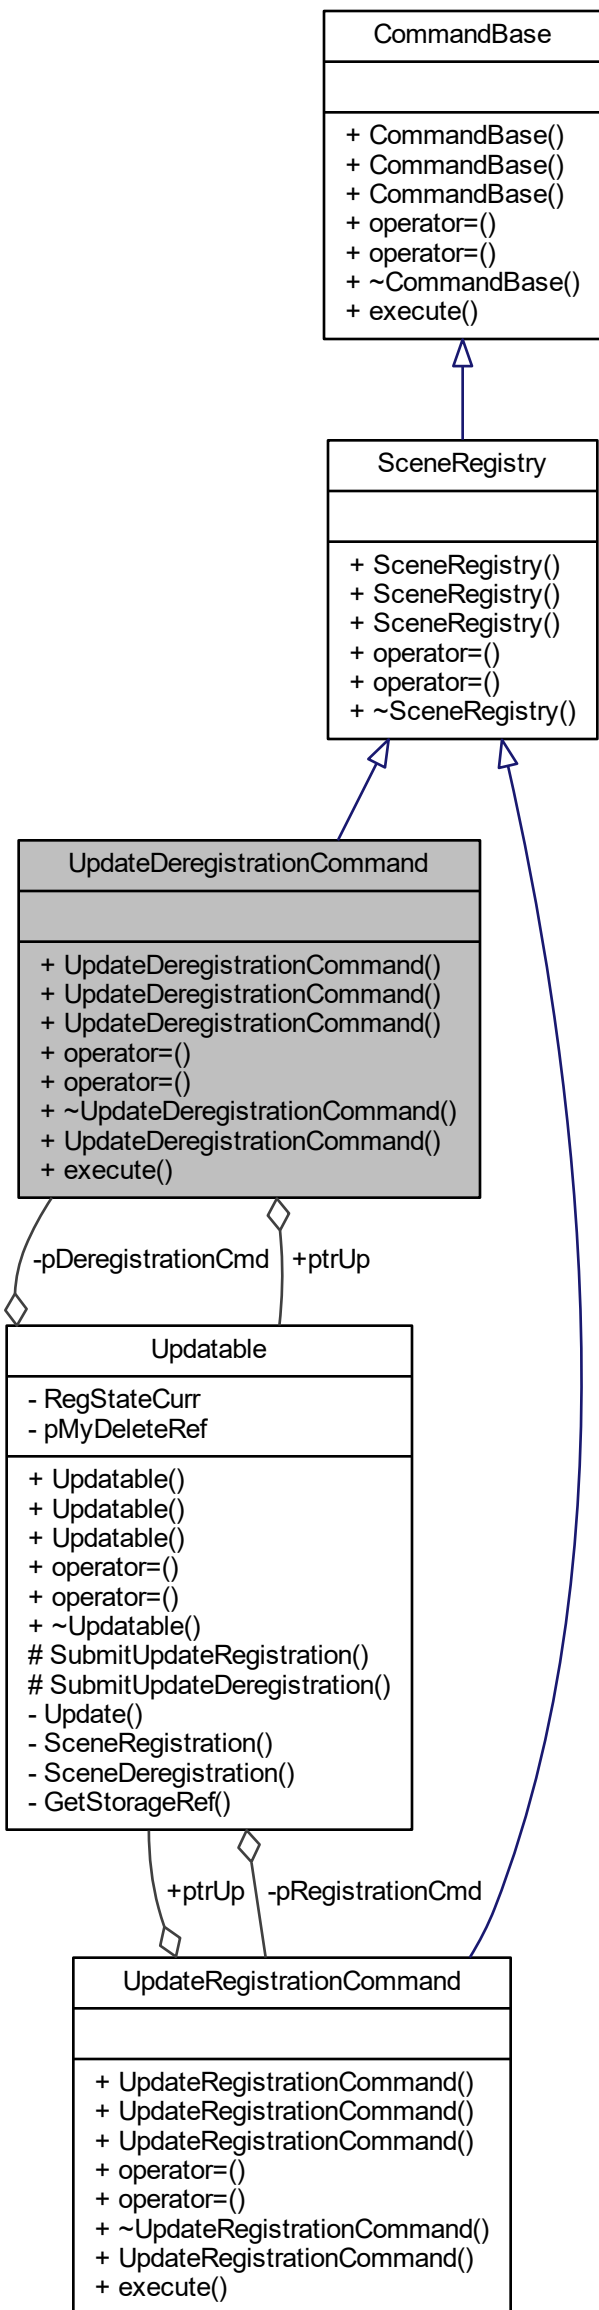 CommandBase
+ CommandBase()
+ CommandBase()
+ CommandBase()
+ operator=()
+ operator=()
+ ~CommandBase()
+ execute()
SceneRegistry
+ SceneRegistry()
+ SceneRegistry()
+ SceneRegistry()
+ operator=()
+ operator=()
+ ~SceneRegistry()
UpdateDeregistrationCommand
+ UpdateDeregistrationCommand()
+ UpdateDeregistrationCommand()
+ UpdateDeregistrationCommand()
+ operator=()
+ operator=()
+ ~UpdateDeregistrationCommand()
+ UpdateDeregistrationCommand()
+ execute()
-pDeregistrationCmd
+ptrUp
Updatable
- RegStateCurr
- pMyDeleteRef
+ Updatable()
+ Updatable()
+ Updatable()
+ operator=()
+ operator=()
+ ~Updatable()
# SubmitUpdateRegistration()
# SubmitUpdateDeregistration()
- Update()
- SceneRegistration()
- SceneDeregistration()
- GetStorageRef()
+ptrUp
-pRegistrationCmd
UpdateRegistrationCommand
+ UpdateRegistrationCommand()
+ UpdateRegistrationCommand()
+ UpdateRegistrationCommand()
+ operator=()
+ operator=()
+ ~UpdateRegistrationCommand()
+ UpdateRegistrationCommand()
+ execute()